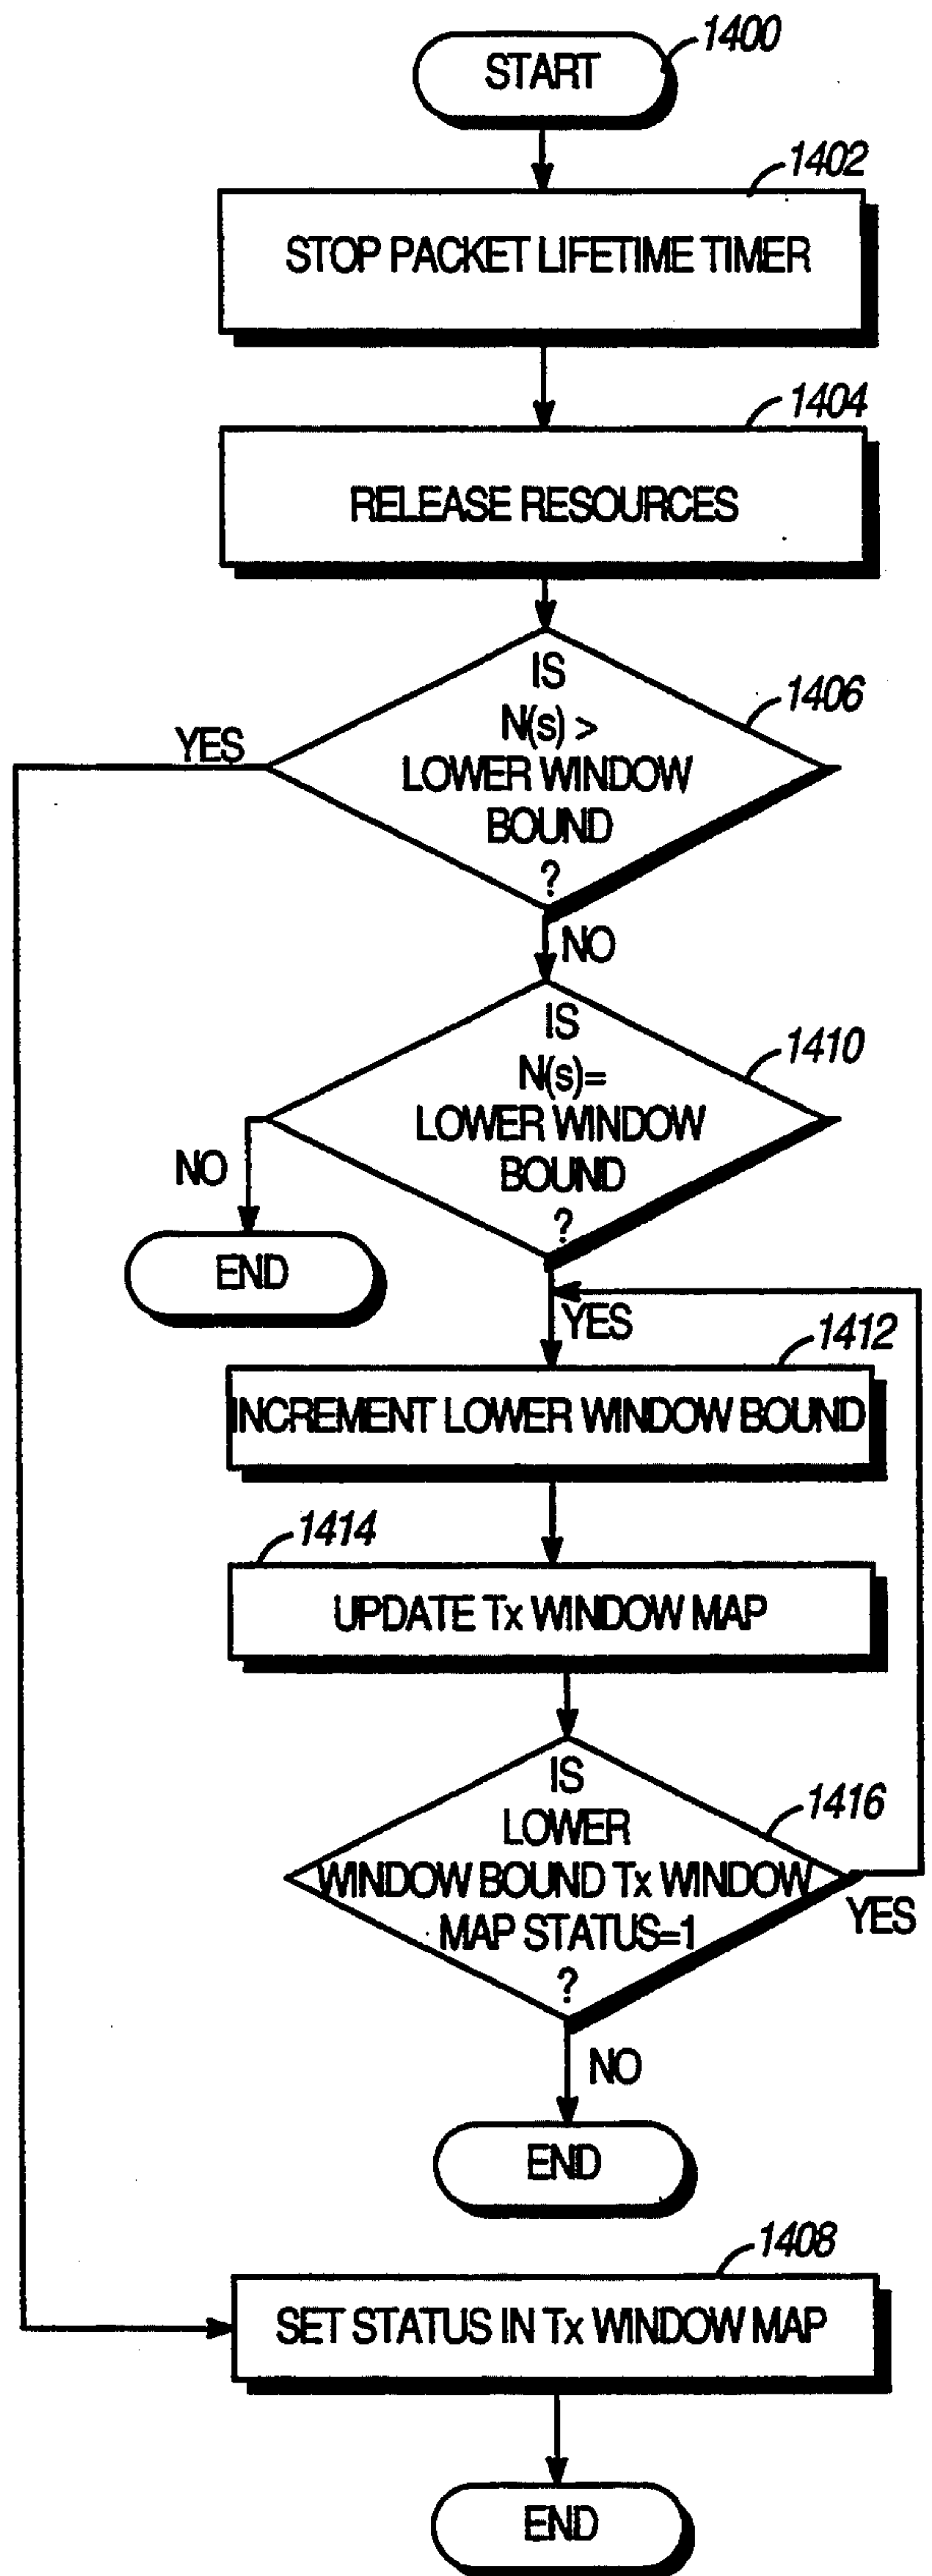 START
1400
1402
STOP PACKET LIFETIME TIMER
1404
RELEASE RESOURCES
1406
IS
N(s) >
LOWER WINDOW
BOUND
?
YES
NO
1410
IS
N(s)=
LOWER WINDOW
BOUND
?
NO
END
YES
1412
INCREMENT LOWER WINDOW BOUND
1414
UPDATE Tx WINDOW MAP
1416
IS
LOWER
WINDOW BOUND Tx WINDOW
MAP STATUS=1
?
YES
NO
END
1408
SET STATUS IN Tx WINDOW MAP
END